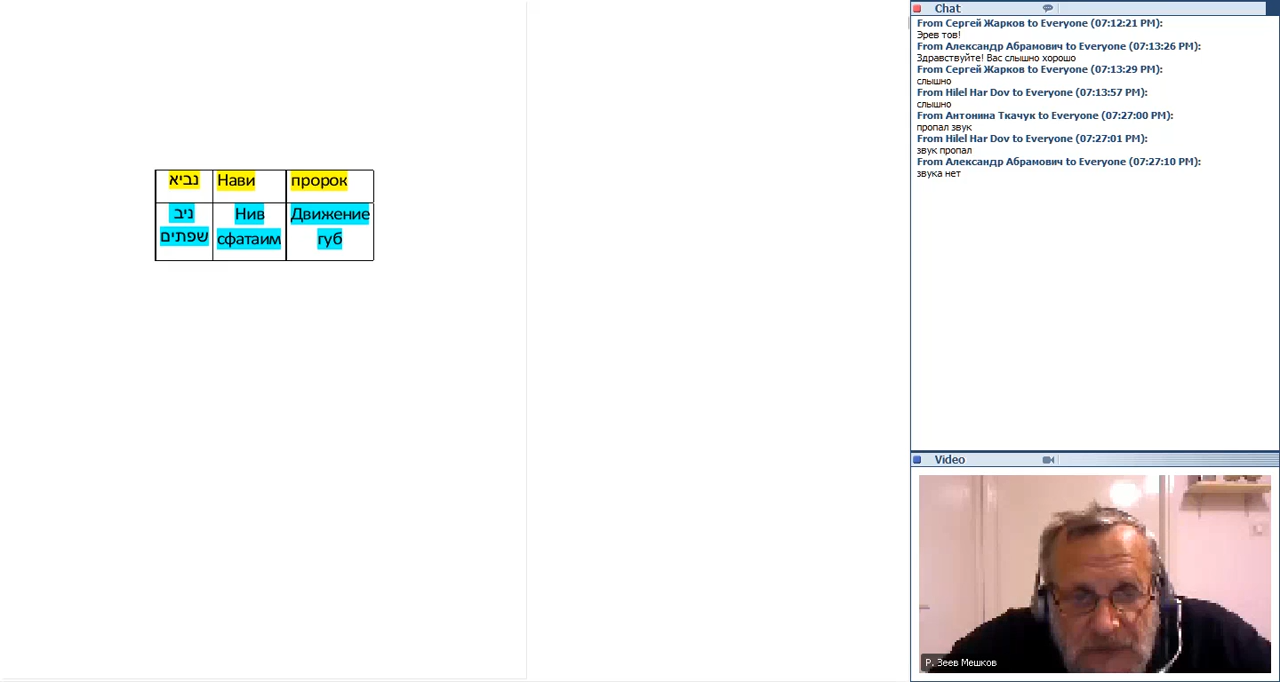 נביא Нави пророк
ניב Нив Движение
שפתים сфатаим губ
Chat
From Сергей Жарков to Everyone (07:12:21 PM):
Эрев тов!
From Александр Абрамович to Everyone (07:13:26 PM):
Здравствуйте! Вас слышно хорошо
From Сергей Жарков to Everyone (07:13:29 PM):
слышно
From Hilel Har Dov to Everyone (07:13:57 PM):
слышно
From Антонина Ткачук to Everyone (07:27:00 PM):
пропал звук
From Hilel Har Dov to Everyone (07:27:01 PM):
звук пропал
From Александр Абрамович to Everyone (07:27:10 PM):
звука нет
Video
Р. Зеев Мешков